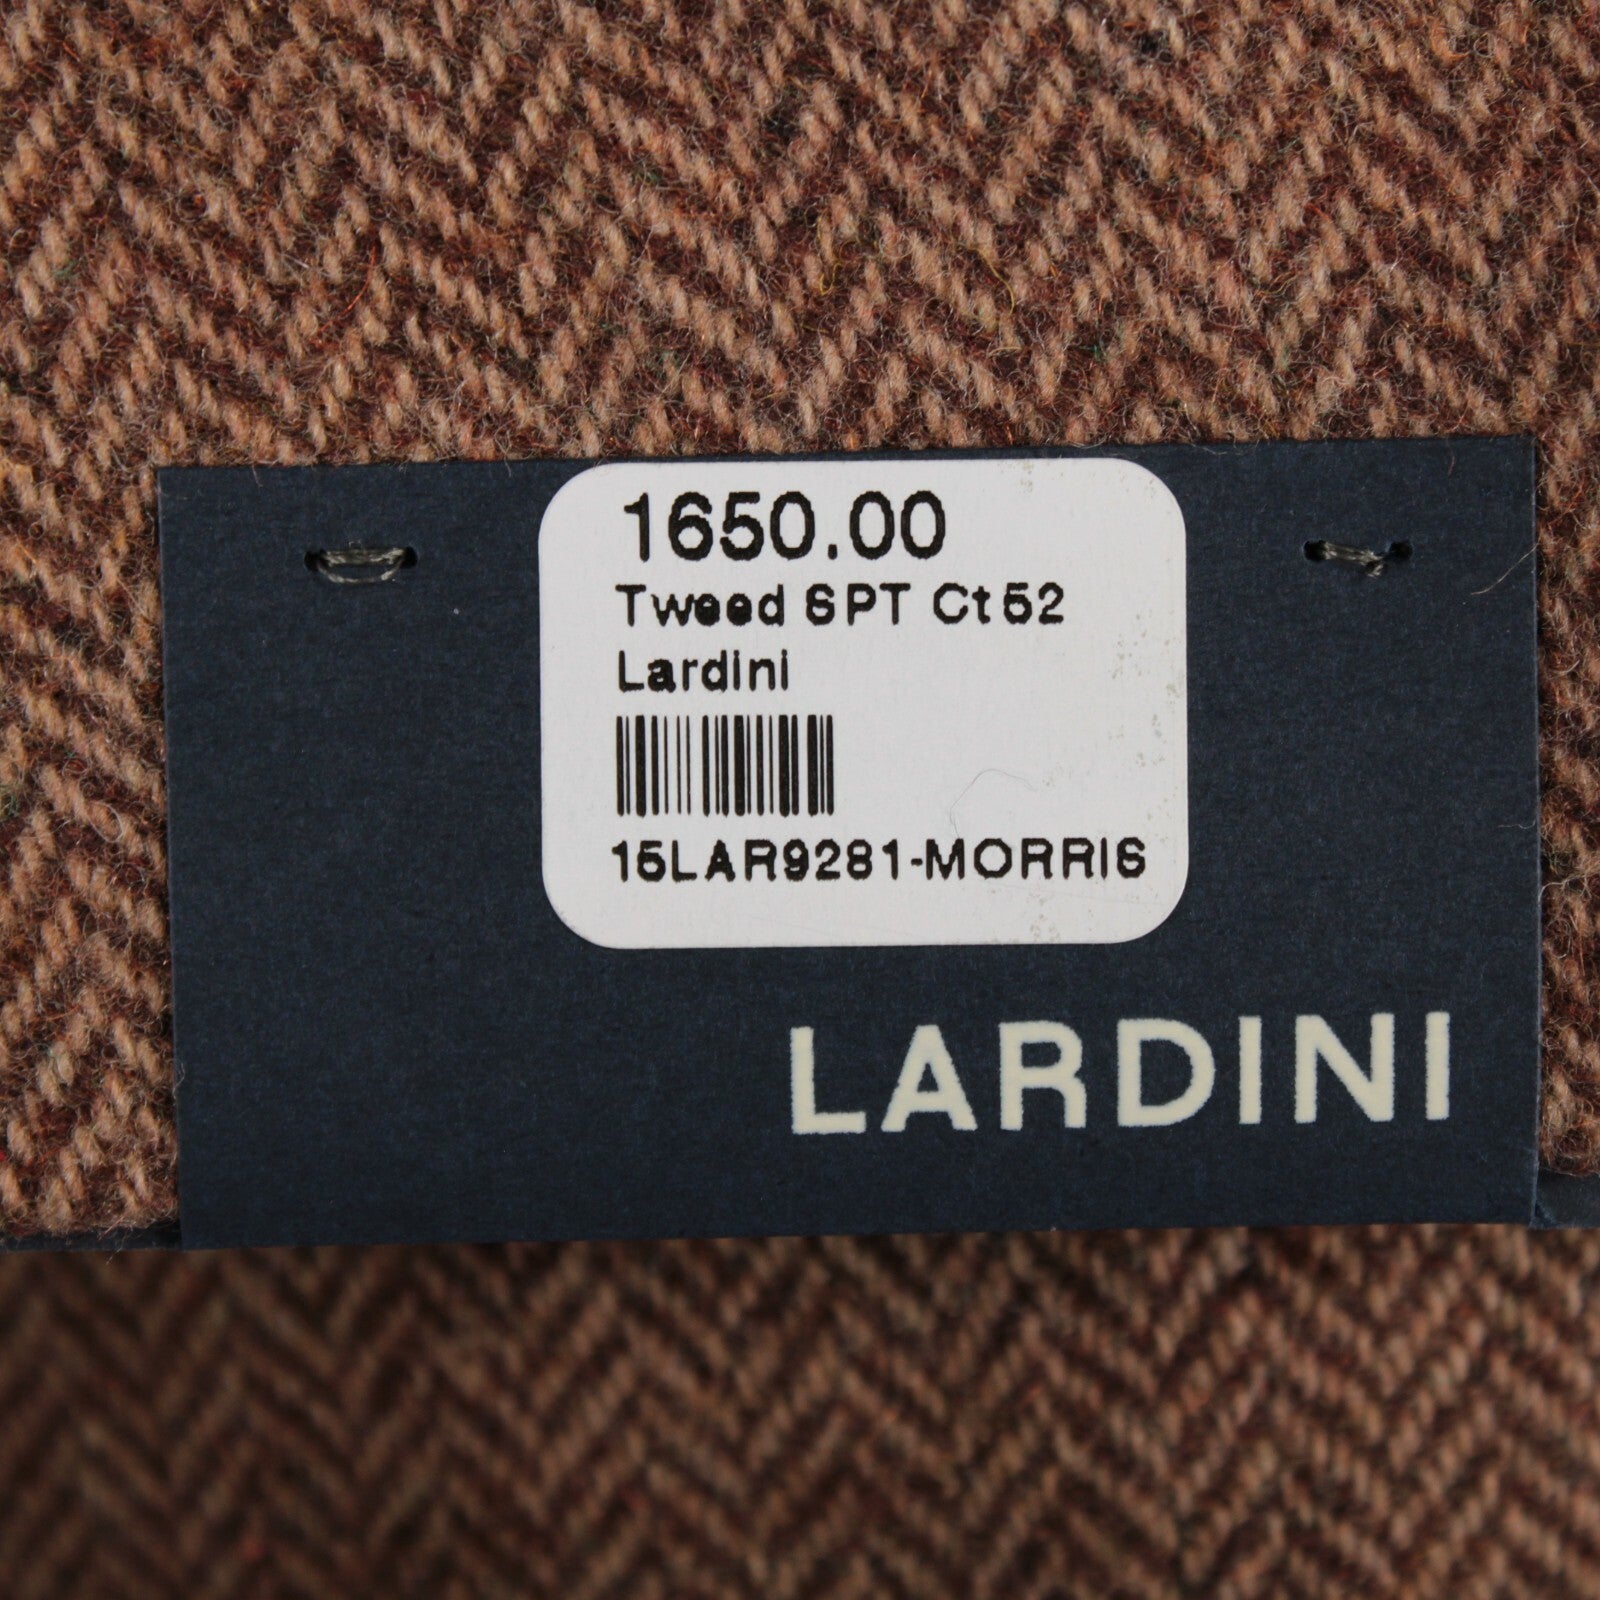 1650.00
Tweed SPT Ct 52
Lardini
15LAR9281-MORRIS
LARDINI